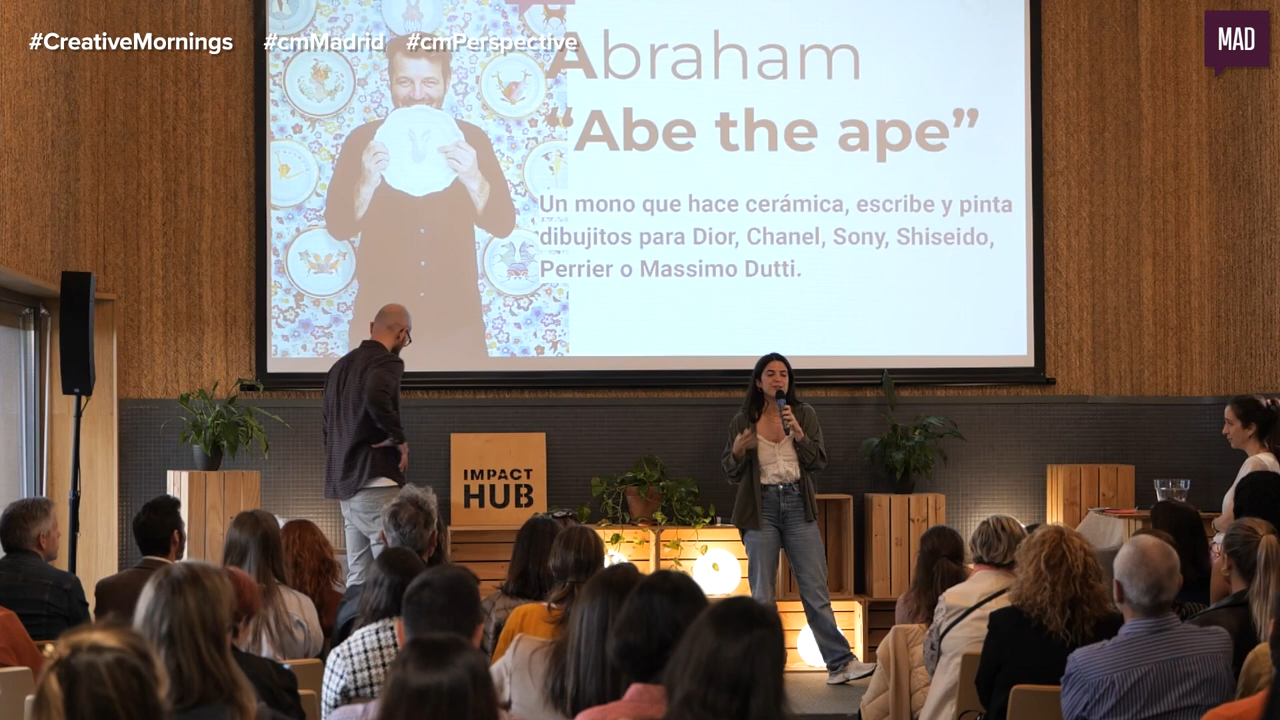 #CreativeMornings #cmMadrid #cmPerspective
MAD
Abraham
“Abe the ape”
Un mono que hace cerámica, escribe y pinta
dibujitos para Dior, Chanel, Sony, Shiseido,
Perrier o Massimo Dutti.
IMPACT
HUB